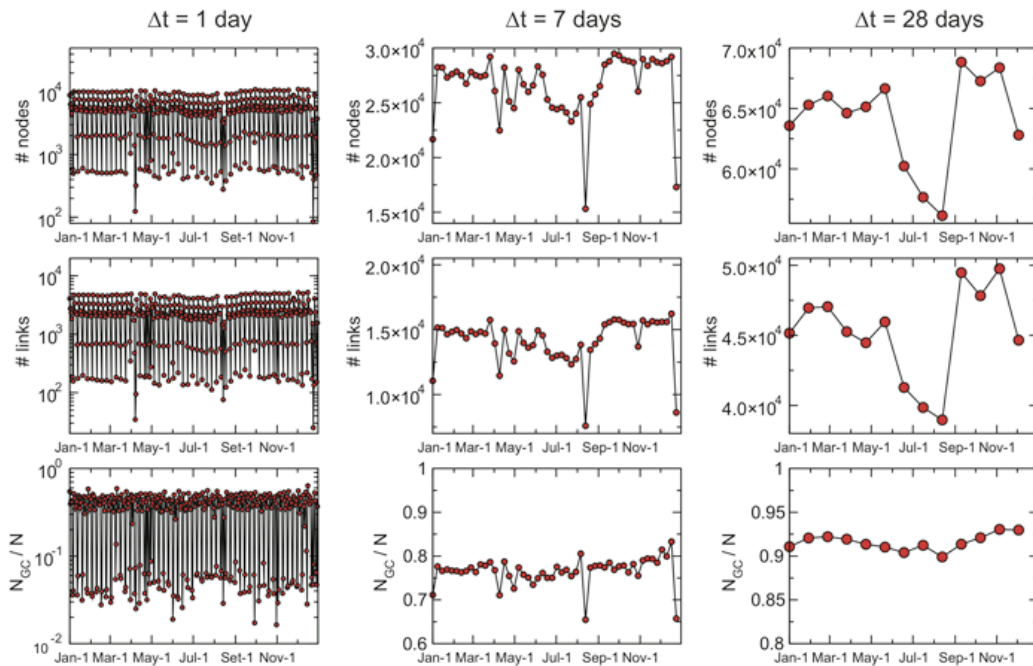 Δt = 1 day
Δt = 7 days
Δt = 28 days
# nodes
10^4
10^3
10^2
Jan-1 Mar-1 May-1 Jul-1 Set-1 Nov-1
# nodes
3.0×10^4
2.5×10^4
2.0×10^4
1.5×10^4
Jan-1 Mar-1 May-1 Jul-1 Sep-1 Nov-1
# nodes
7.0×10^4
6.5×10^4
6.0×10^4
Jan-1 Mar-1 May-1 Jul-1 Sep-1 Nov-1
# links
10^4
10^3
10^2
Jan-1 Mar-1 May-1 Jul-1 Set-1 Nov-1
# links
2.0×10^4
1.5×10^4
1.0×10^4
Jan-1 Mar-1 May-1 Jul-1 Sep-1 Nov-1
# links
5.0×10^4
4.5×10^4
4.0×10^4
Jan-1 Mar-1 May-1 Jul-1 Sep-1 Nov-1
N_GC / N
10^0
10^-1
10^-2
Jan-1 Mar-1 May-1 Jul-1 Set-1 Nov-1
N_GC / N
1
0.9
0.8
0.7
0.6
Jan-1 Mar-1 May-1 Jul-1 Sep-1 Nov-1
N_GC / N
1
0.95
0.9
0.85
0.8
Jan-1 Mar-1 May-1 Jul-1 Sep-1 Nov-1